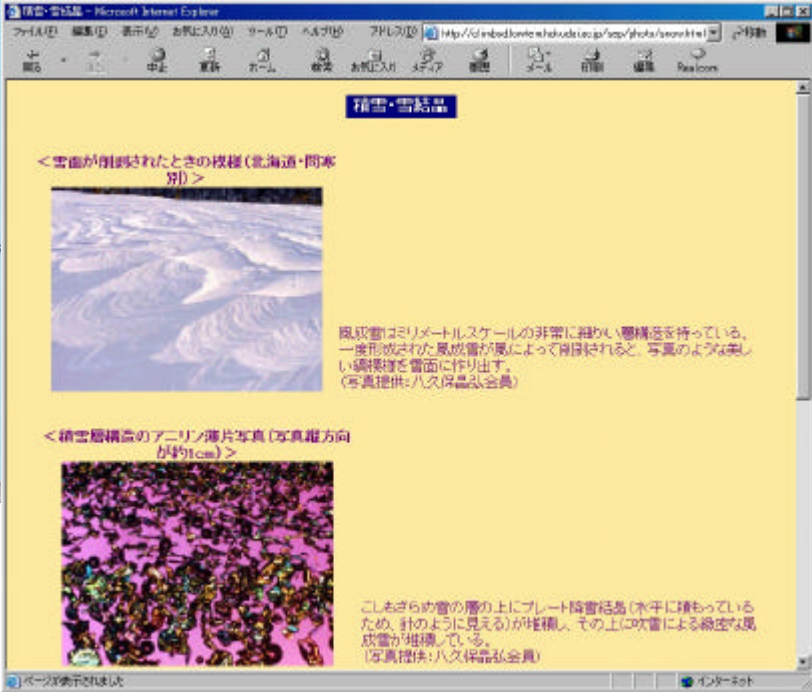 積雪・雪結晶 - Microsoft Internet Explorer
ファイル(F) 編集(E) 表示(V) お気に入り(A) ツール(T) ヘルプ(H) アドレス(D) 移動
戻る 中止 更新 ホーム 検索 お気に入り メディア 履歴 メール 印刷 編集 Realcom
積雪・雪結晶
＜雪面が削剥されたときの模様(北海道・問寒
別)＞
風成雪はミリメートルスケールの非常に細かい層構造を持っている。
一度形成された風成雪が風によって削剥されると、写真のような美し
い縞模様を雪面に作り出す。
(写真提供:八久保晶弘会員)
＜積雪層構造のアニリン薄片写真(写真縦方向
が約1cm)＞
こしもざらめ雪の層の上にプレート降雪結晶(水平に積もっている
ため、針のように見える)が堆積し、その上に吹雪による緻密な風
成雪が堆積している。
(写真提供:八久保晶弘会員)
ページが表示されました インターネット